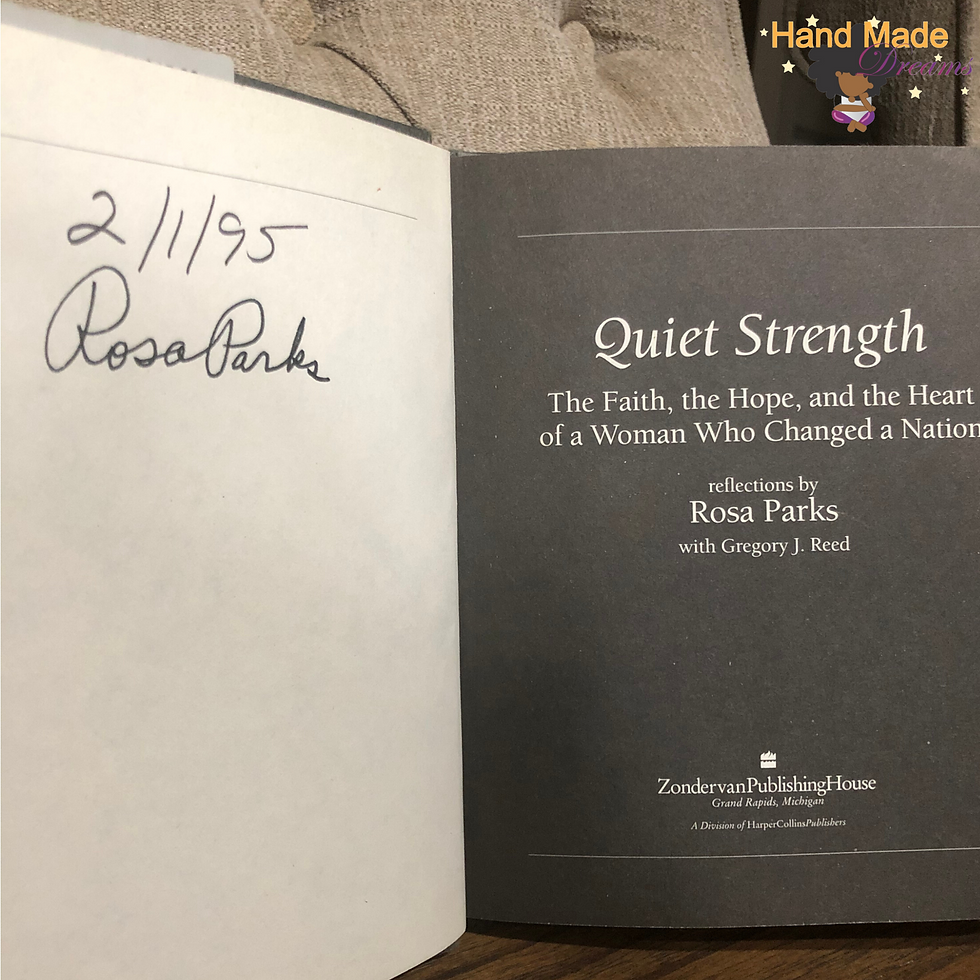 Hand Made
Dreams
2/1/95
Rosa Parks
Quiet Strength
The Faith, the Hope, and the Heart
of a Woman Who Changed a Nation
reflections by
Rosa Parks
with Gregory J. Reed
ZondervanPublishingHouse
Grand Rapids, Michigan
A Division of HarperCollinsPublishers